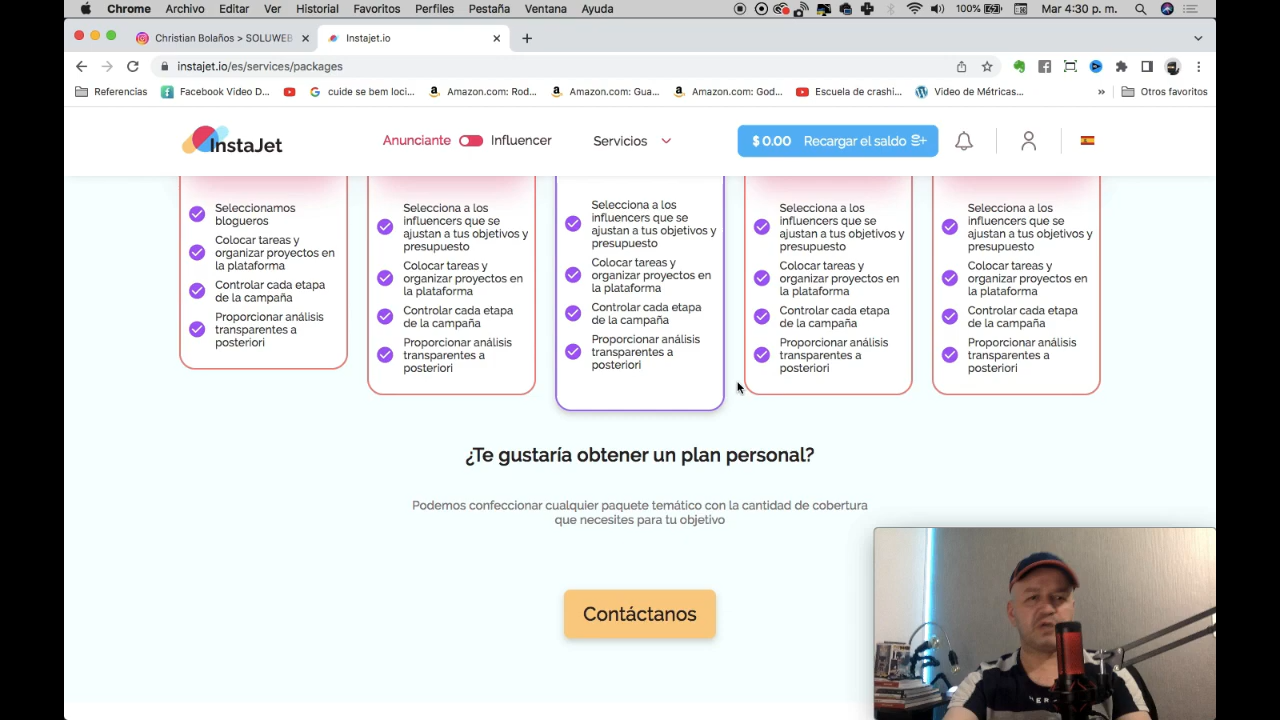 Chrome Archivo Editar Ver Historial Favoritos Perfiles Pestaña Ventana Ayuda 100% Mar 4:30 p. m.
Christian Bolaños > SOLUWEB
Instajet.io
instajet.io/es/services/packages
Referencias Facebook Video D... cuide se bem loci... Amazon.com: Rod... Amazon.com: Gua... Amazon.com: God... Escuela de crashi... Video de Métricas... » Otros favoritos
InstaJet Anunciante Influencer Servicios $ 0.00 Recargar el saldo
Seleccionamos
blogueros
Colocar tareas y
organizar proyectos en
la plataforma
Controlar cada etapa
de la campaña
Proporcionar análisis
transparentes a
posteriori
Selecciona a los
influencers que se
ajustan a tus objetivos y
presupuesto
Colocar tareas y
organizar proyectos en
la plataforma
Controlar cada etapa
de la campaña
Proporcionar análisis
transparentes a
posteriori
Selecciona a los
influencers que se
ajustan a tus objetivos y
presupuesto
Colocar tareas y
organizar proyectos en
la plataforma
Controlar cada etapa
de la campaña
Proporcionar análisis
transparentes a
posteriori
Selecciona a los
influencers que se
ajustan a tus objetivos y
presupuesto
Colocar tareas y
organizar proyectos en
la plataforma
Controlar cada etapa
de la campaña
Proporcionar análisis
transparentes a
posteriori
Selecciona a los
influencers que se
ajustan a tus objetivos y
presupuesto
Colocar tareas y
organizar proyectos en
la plataforma
Controlar cada etapa
de la campaña
Proporcionar análisis
transparentes a
posteriori
¿Te gustaría obtener un plan personal?
Podemos confeccionar cualquier paquete temático con la cantidad de cobertura
que necesites para tu objetivo
Contáctanos